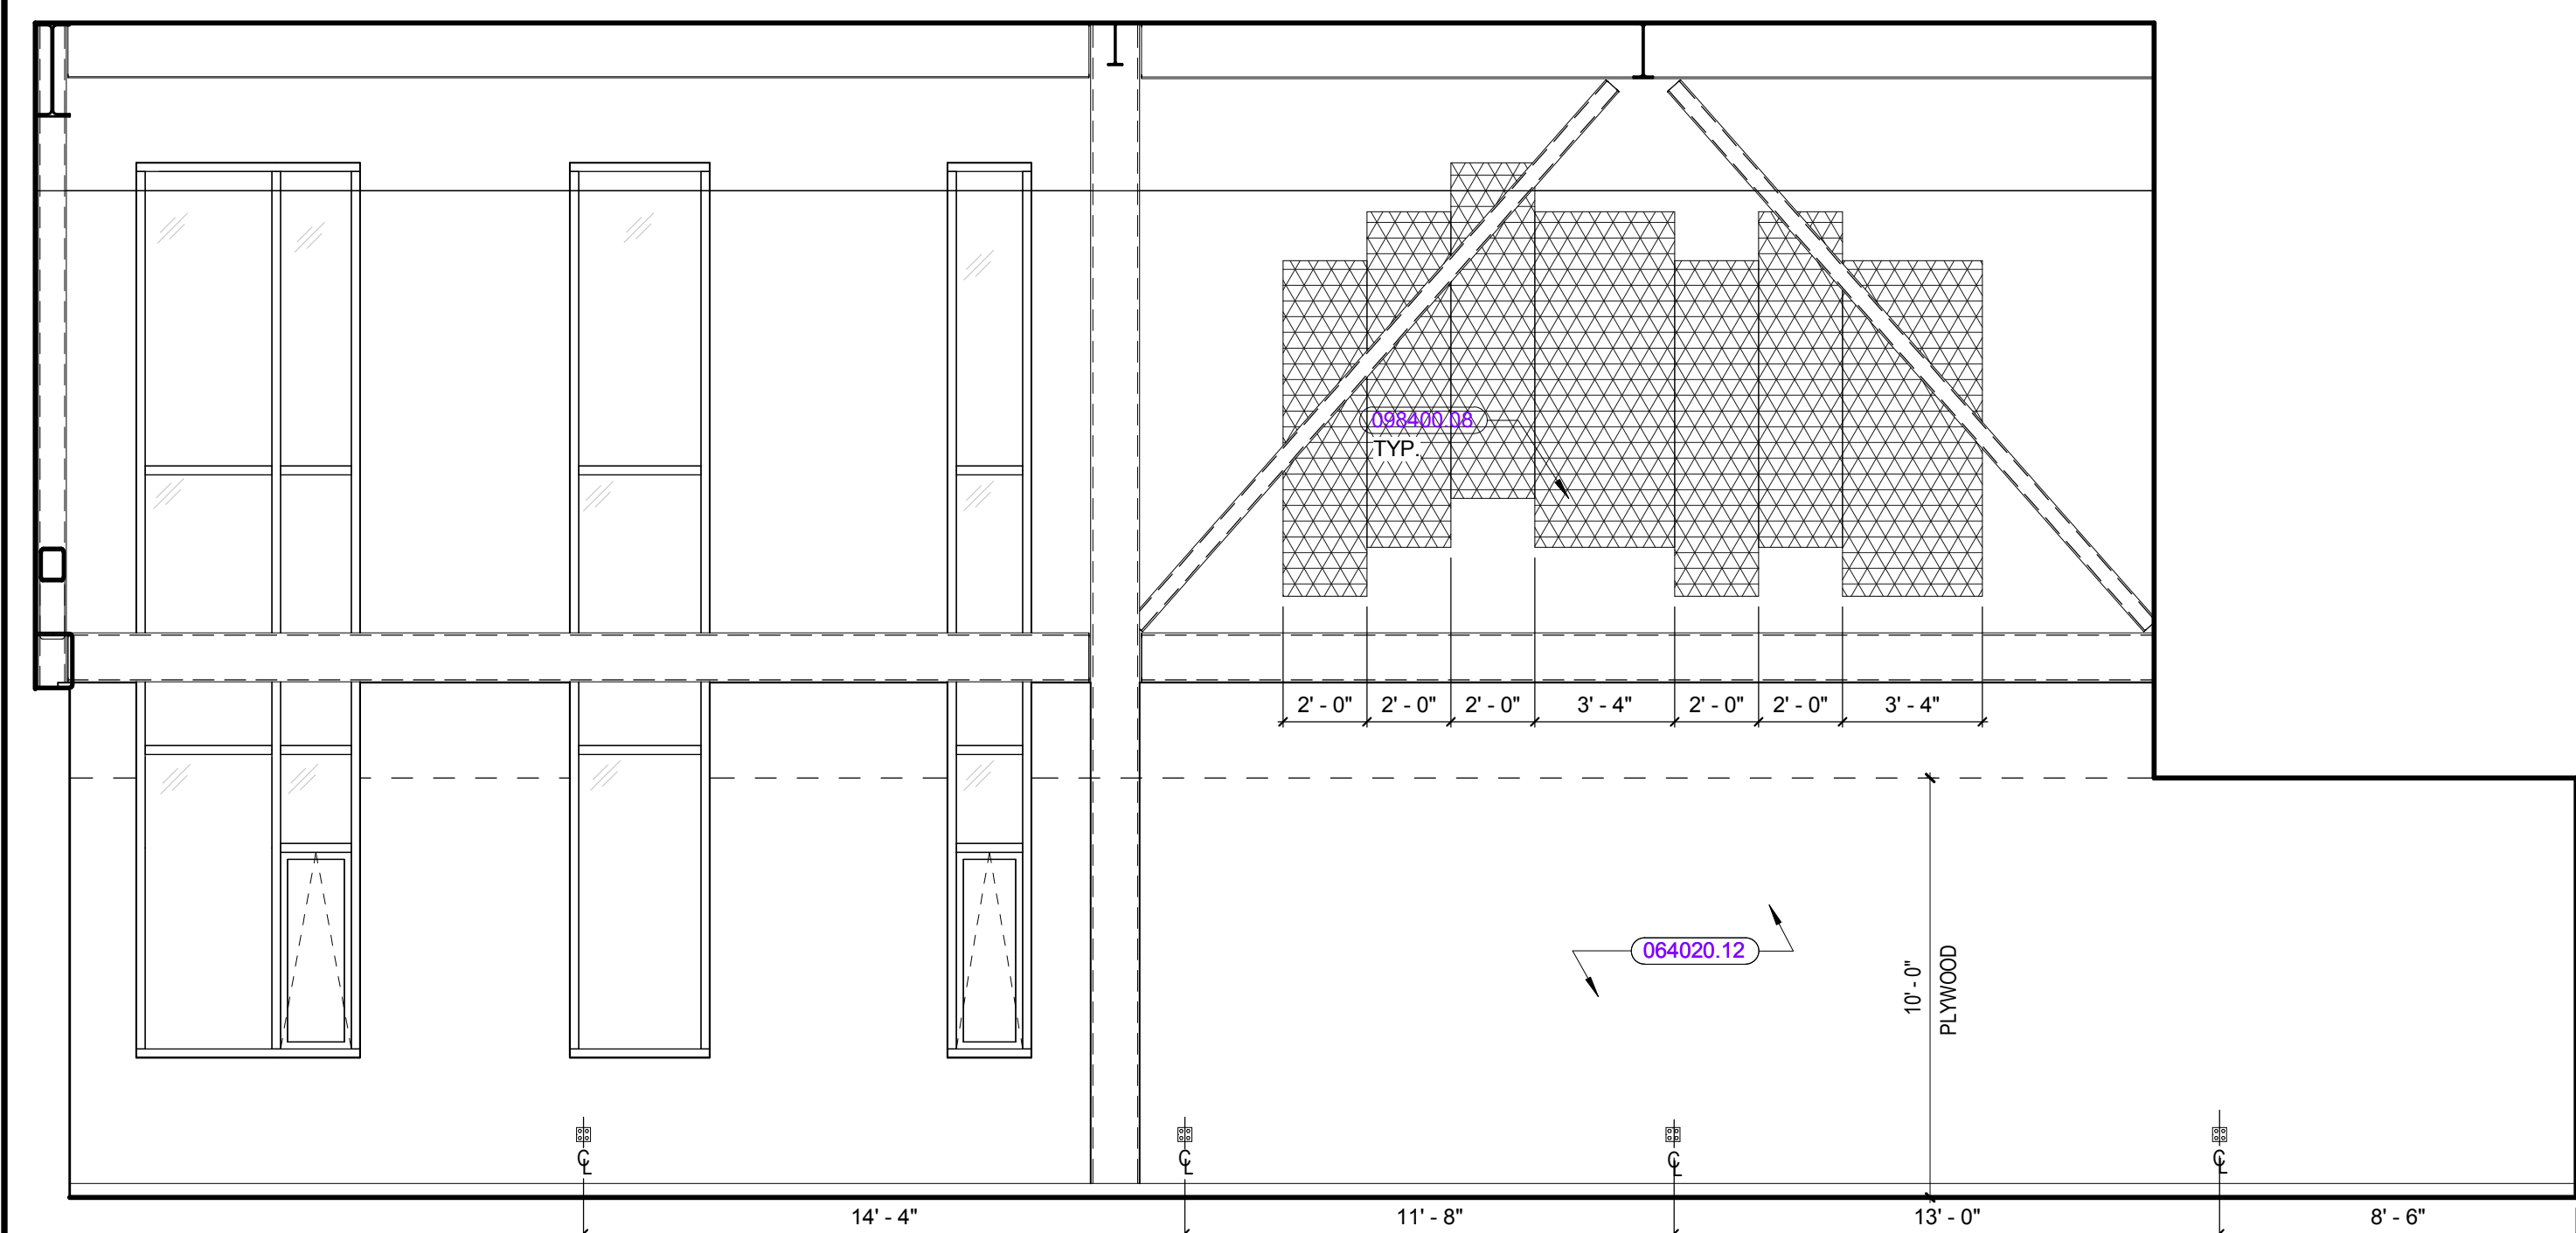 098400.08
TYP.
2' - 0" 2' - 0" 2' - 0" 3' - 4" 2' - 0" 2' - 0" 3' - 4"
064020.12
10' - 0"
PLYWOOD
℄ ℄ ℄ ℄
14' - 4" 11' - 8" 13' - 0" 8' - 6"